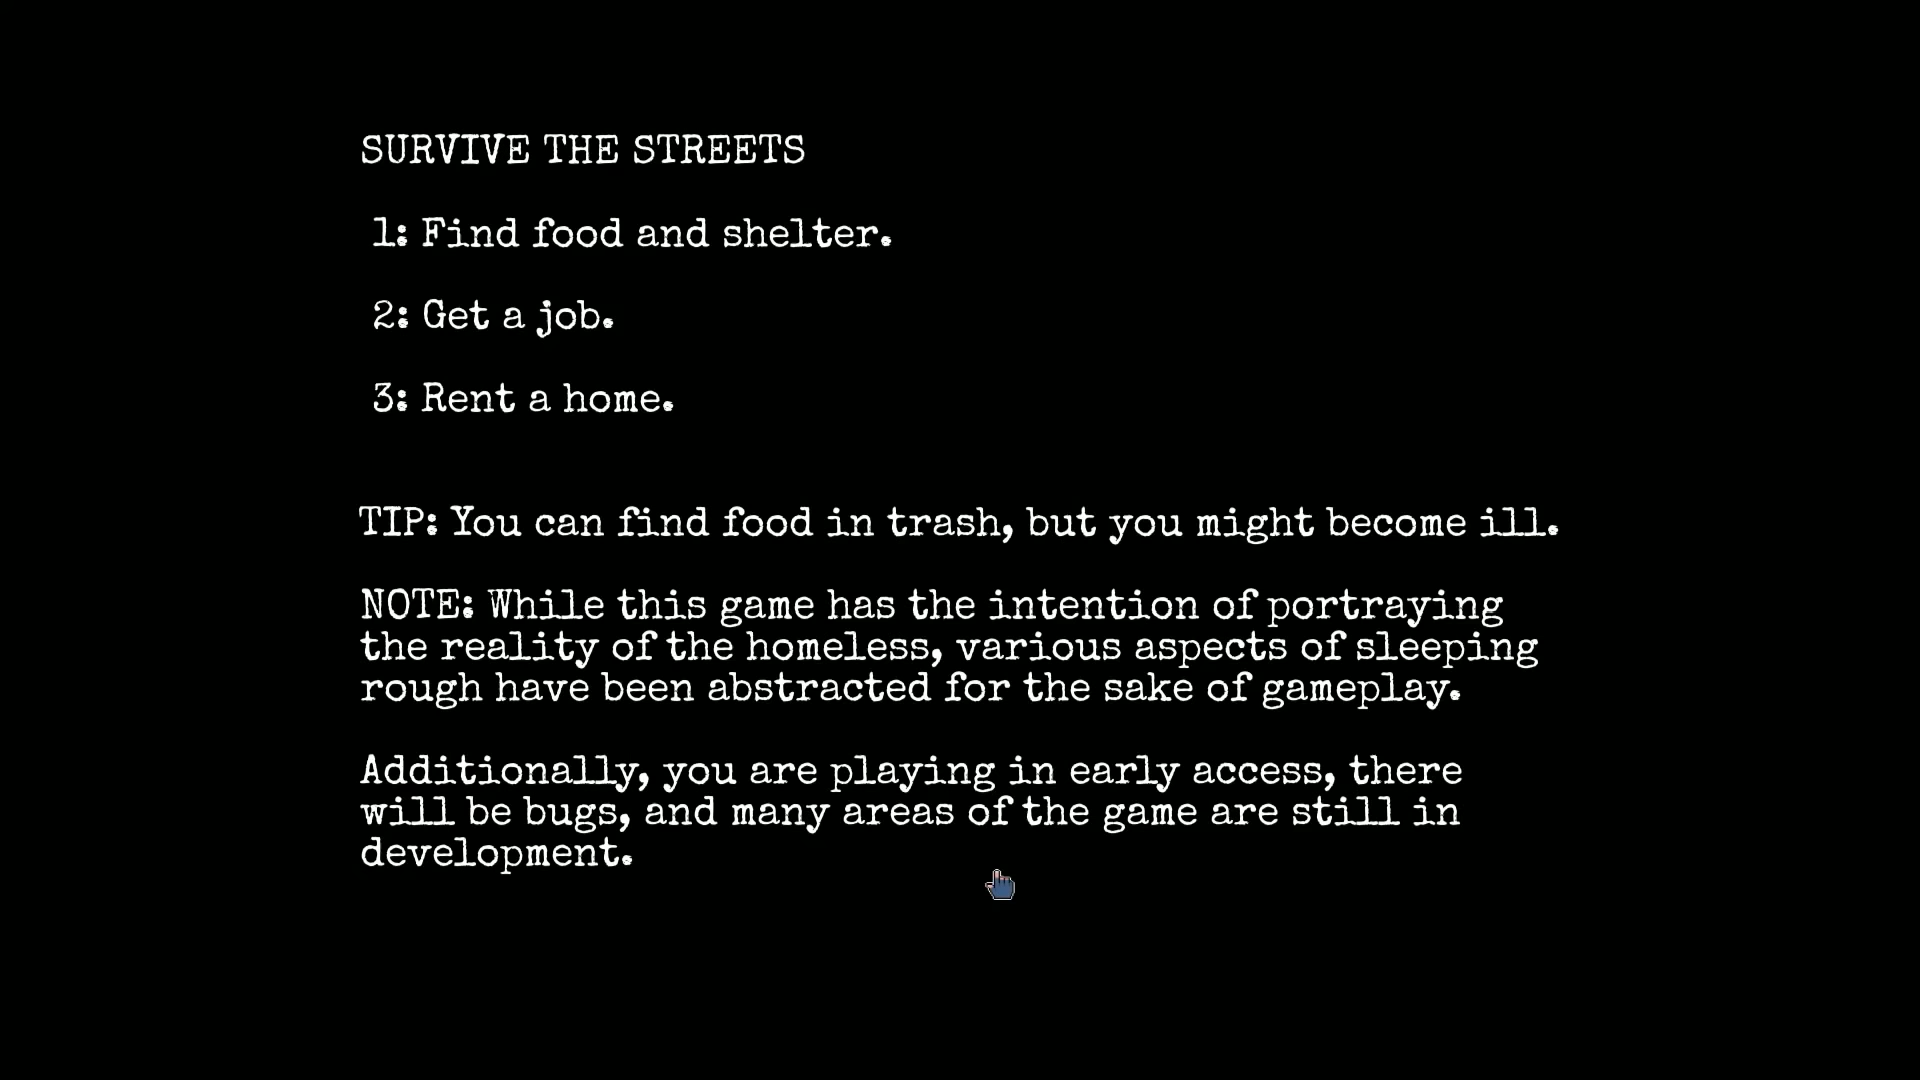 SURVIVE THE STREETS
1: Find food and shelter.
2: Get a job.
3: Rent a home.
TIP: You can find food in trash, but you might become ill.
NOTE: While this game has the intention of portraying
the reality of the homeless, various aspects of sleeping
rough have been abstracted for the sake of gameplay.
Additionally, you are playing in early access, there
will be bugs, and many areas of the game are still in
development.